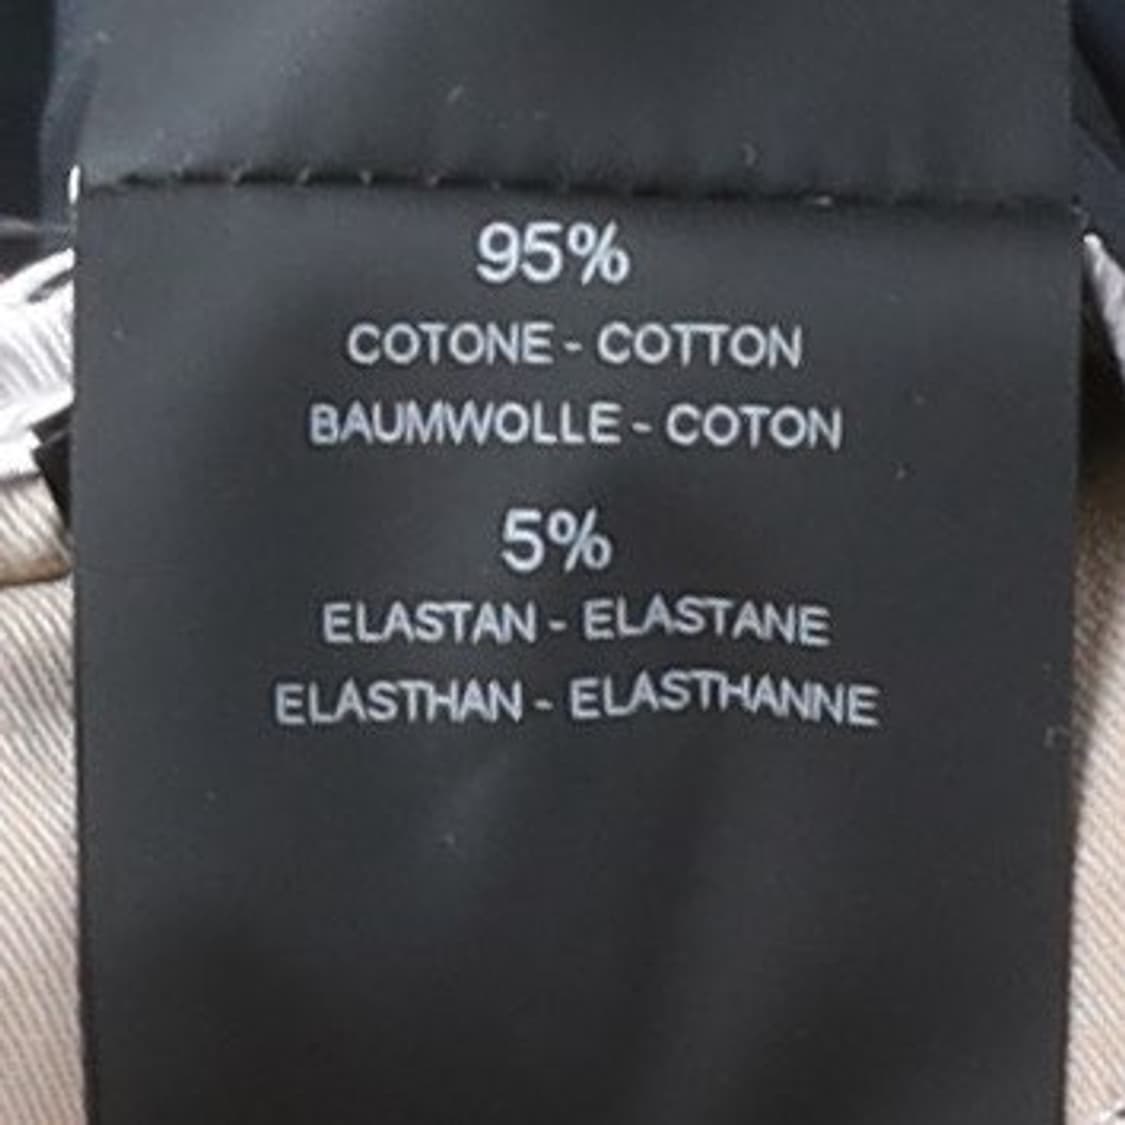 95%
COTONE - COTTON
BAUMWOLLE - COTON
5%
ELASTAN - ELASTANE
ELASTHAN - ELASTHANNE